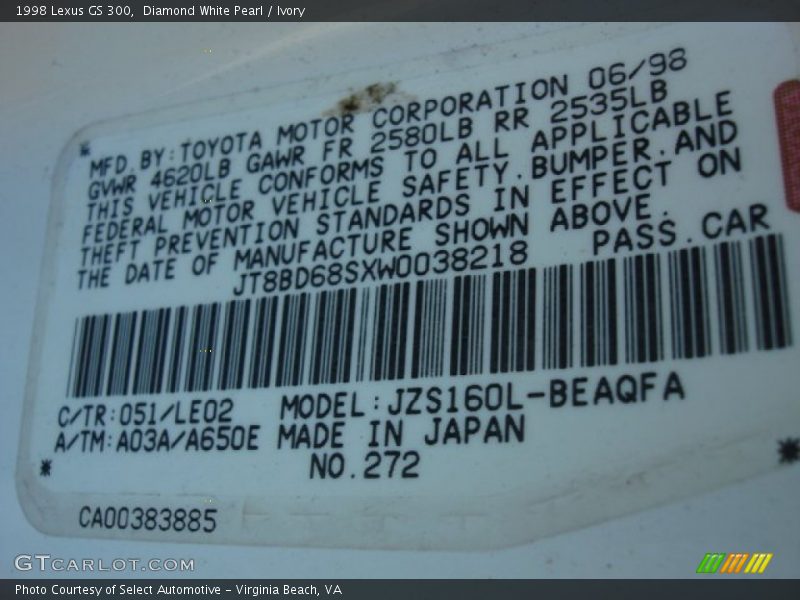 1998 Lexus GS 300, Diamond White Pearl / Ivory
MFD. BY: TOYOTA MOTOR CORPORATION 06/98
GVWR 4620LB GAWR FR 2580LB RR 2535LB
THIS VEHICLE CONFORMS TO ALL APPLICABLE
FEDERAL MOTOR VEHICLE SAFETY, BUMPER, AND
THEFT PREVENTION STANDARDS IN EFFECT ON
THE DATE OF MANUFACTURE SHOWN ABOVE.
JT8BD68SXW0038218 PASS. CAR
C/TR: 051/LE02 MODEL: JZS160L-BEAQFA
A/TM: A03A/A650E MADE IN JAPAN
NO. 272
CA00383885
GTCARLOT.COM
Photo Courtesy of Select Automotive - Virginia Beach, VA